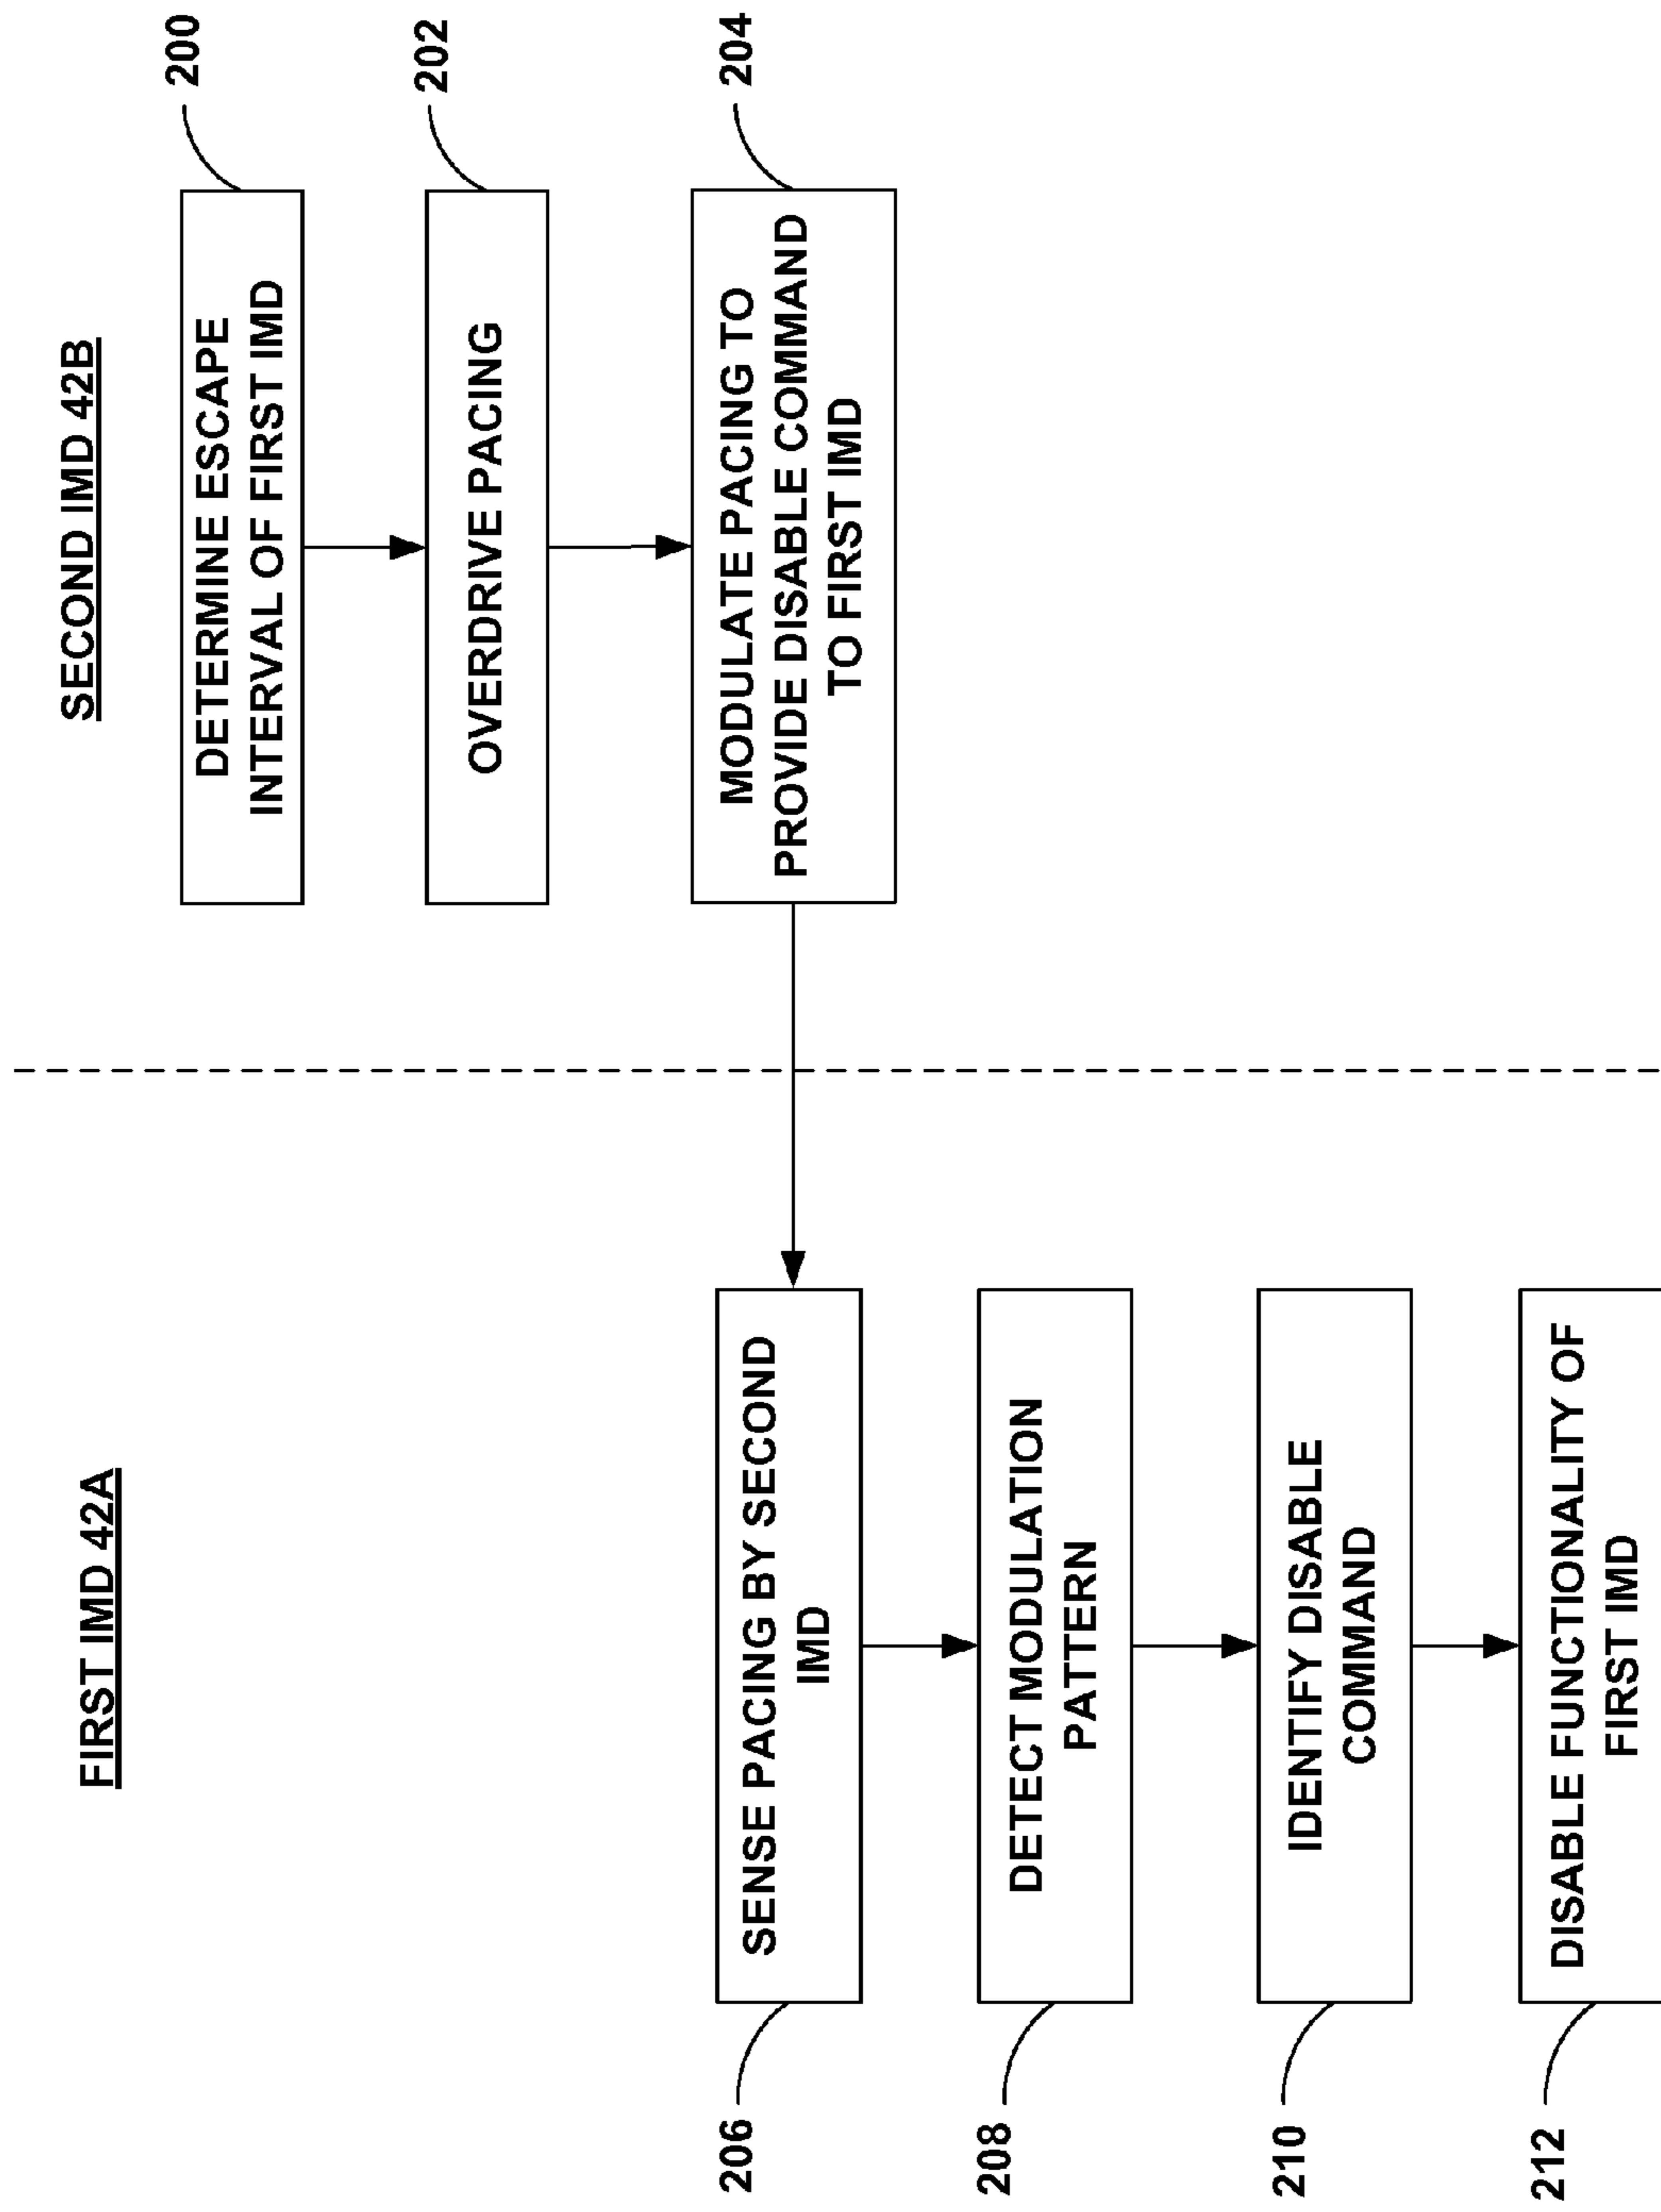 FIRST IMD 42A
SECOND IMD 42B
DETERMINE ESCAPE
INTERVAL OF FIRST IMD
200
OVERDRIVE PACING
202
MODULATE PACING TO
PROVIDE DISABLE COMMAND
TO FIRST IMD
204
206
SENSE PACING BY SECOND
IMD
208
DETECT MODULATION
PATTERN
210
IDENTIFY DISABLE
COMMAND
212
DISABLE FUNCTIONALITY OF
FIRST IMD